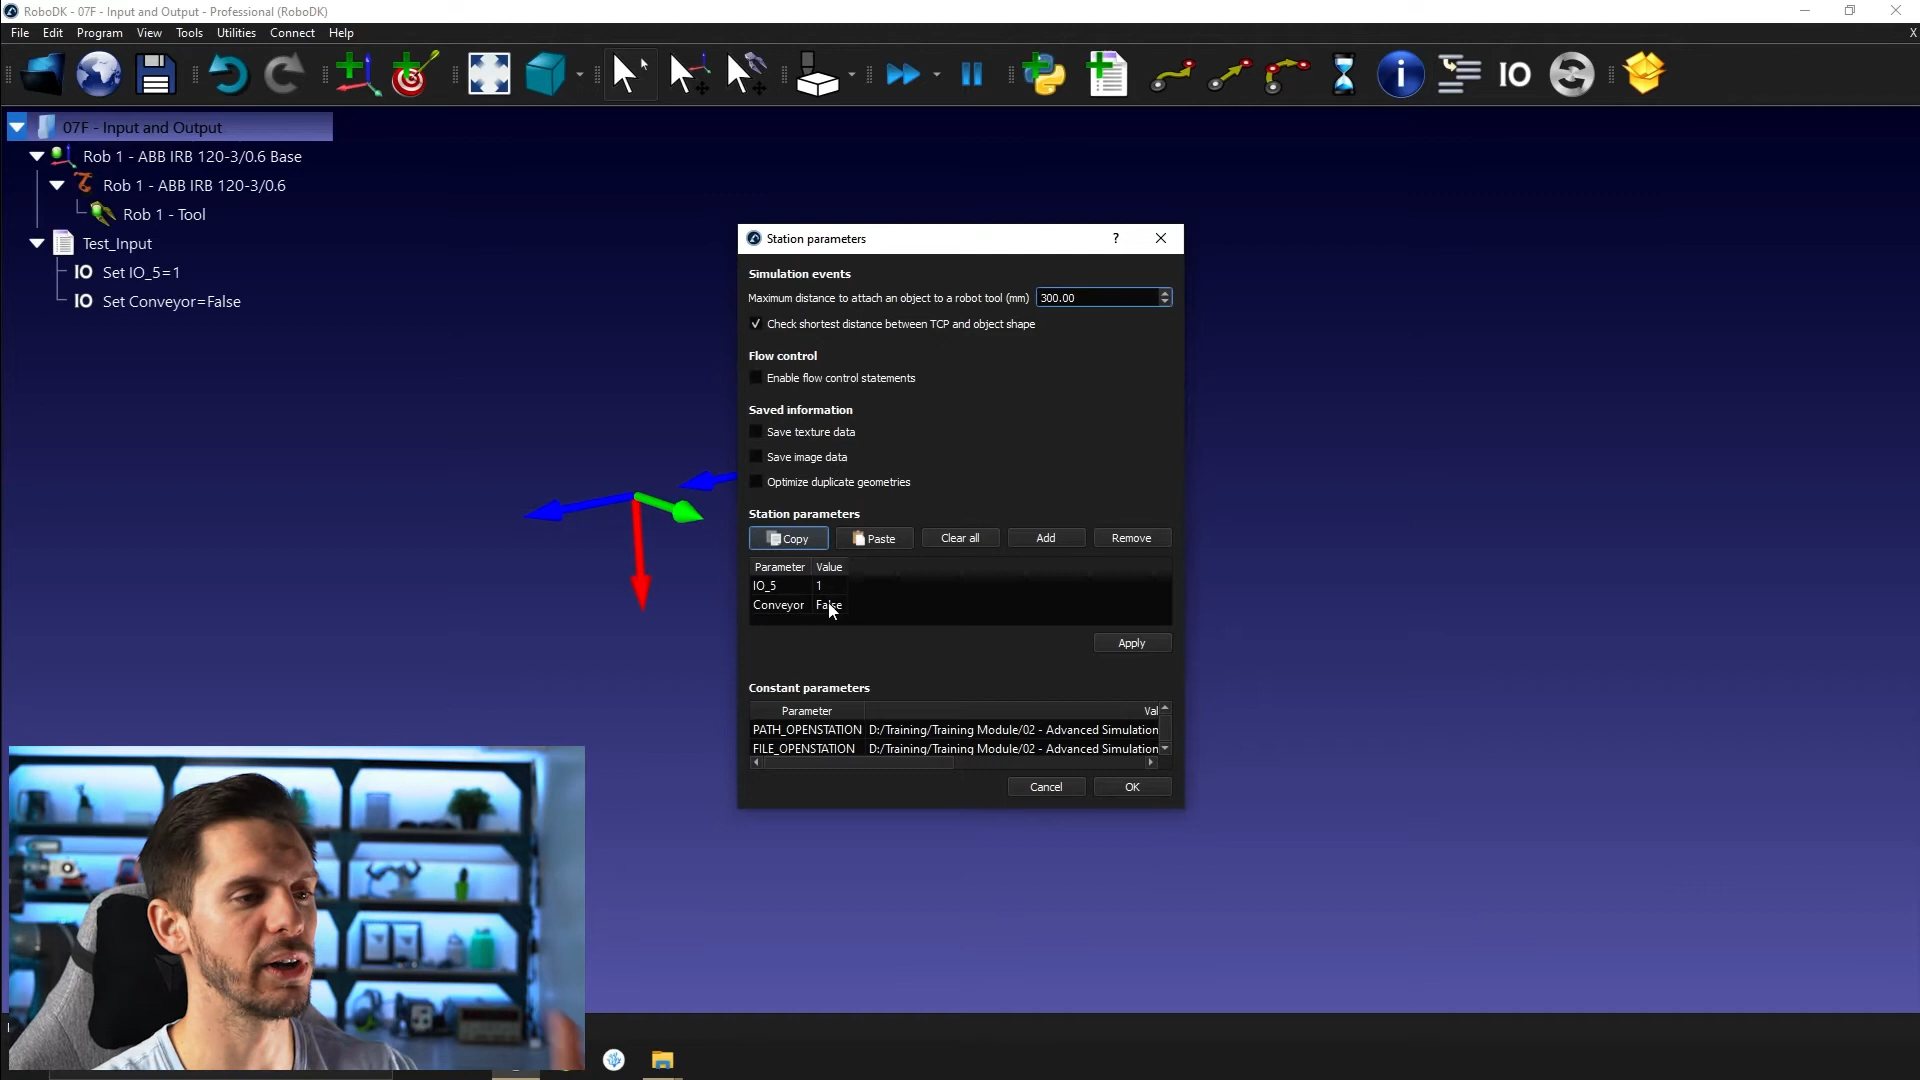 RoboDK - 07F - Input and Output - Professional (RoboDK)
File Edit Program View Tools Utilities Connect Help X
IO
07F - Input and Output
Rob 1 - ABB IRB 120-3/0.6 Base
Rob 1 - ABB IRB 120-3/0.6
Rob 1 - Tool
Test_Input
IO Set IO_5=1
IO Set Conveyor=False
Station parameters ?
Simulation events
Maximum distance to attach an object to a robot tool (mm) 300.00
Check shortest distance between TCP and object shape
Flow control
Enable flow control statements
Saved information
Save texture data
Save image data
Optimize duplicate geometries
Station parameters
Copy Paste Clear all Add Remove
Parameter Value
IO_5 1
Conveyor False
Apply
Constant parameters
Parameter Val
PATH_OPENSTATION D:/Training/Training Module/02 - Advanced Simulation
FILE_OPENSTATION D:/Training/Training Module/02 - Advanced Simulation
Cancel OK